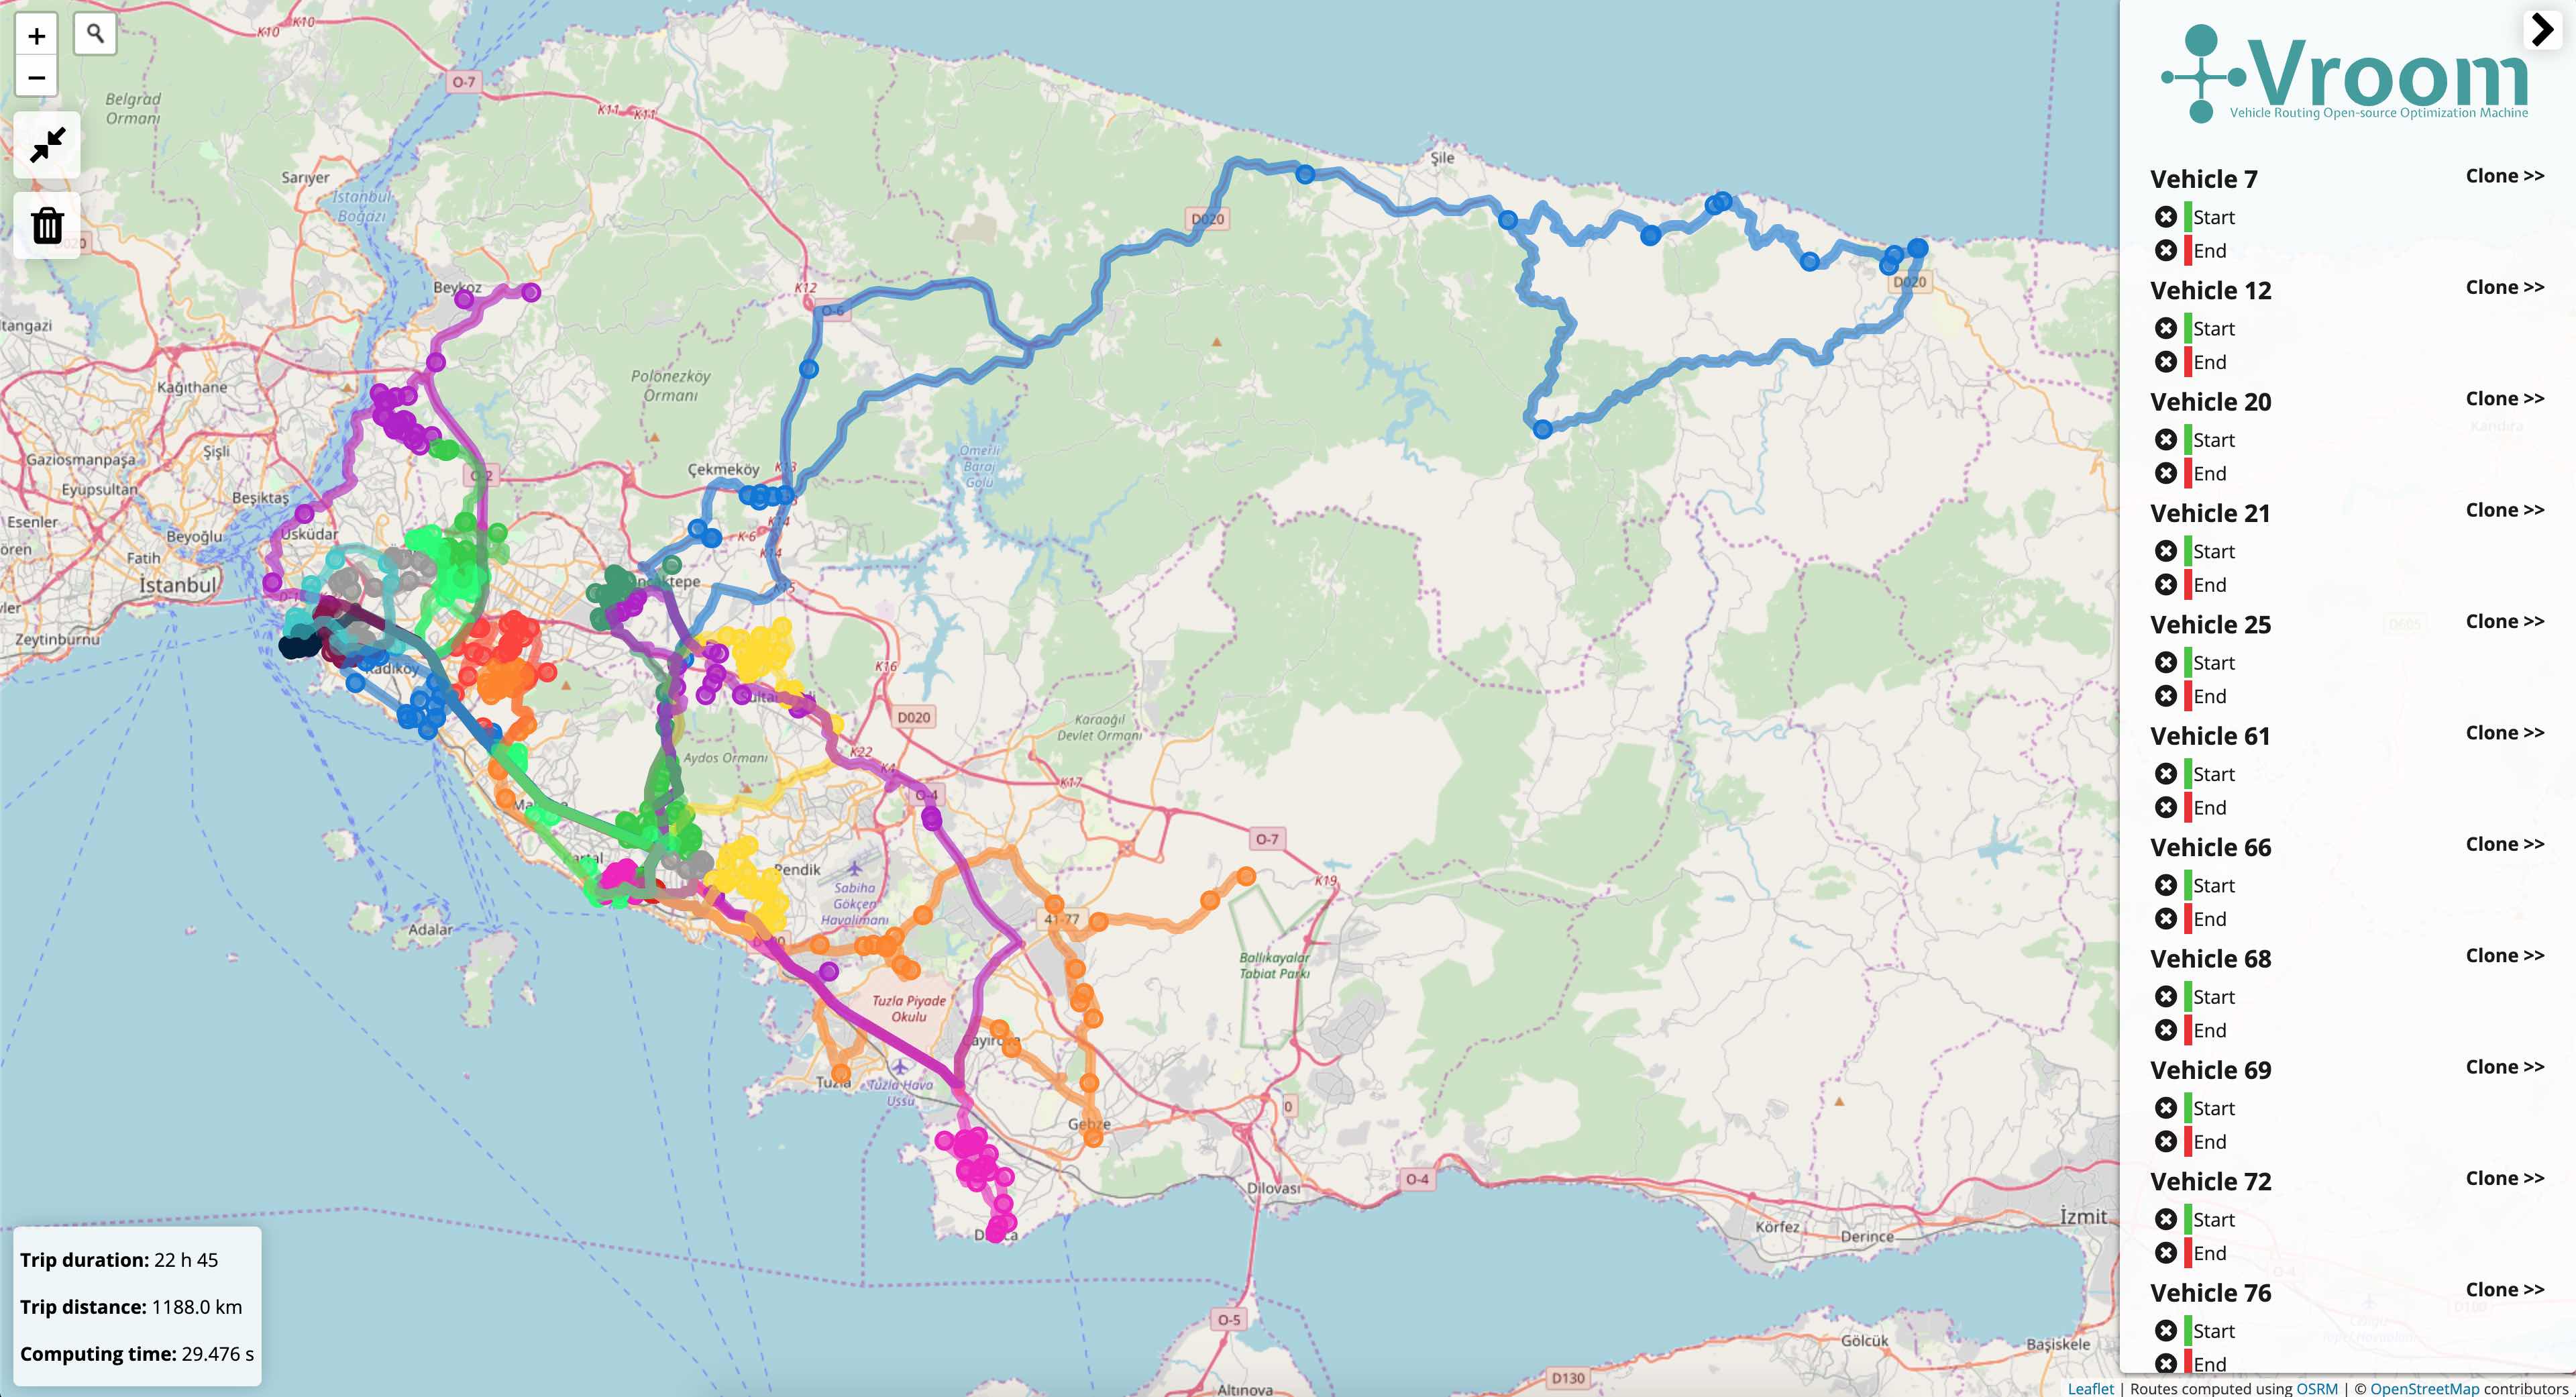 +
−
K10
K10
O-7
Belgrad
Ormanı
K11
K11
Sarıyer
İstanbul
Boğazı
D020
Şile
D020
D020
Beykoz
K12
O-6
Kağıthane
Polonezköy
Ormanı
Gaziosmanpaşa
Şişli
O-2
Çekmeköy
Ömerli
Baraj
Gölü
Eyüpsultan
Beşiktaş
Esenler
Beyoğlu
Üsküdar
K14
K-6
K14
Fatih
İstanbul
K15
Zeytinburnu
Kadıköy
K16
D020
Karaağıl
Devlet Ormanı
Aydos Ormanı
K22
K4
K17
O-4
O-7
Kartal
Pendik
Sabiha
Gökçen
Havalimanı
K19
41-77
Adalar
Ballıkayalar
Tabiat Parkı
Tuzla Piyade
Okulu
Tuzla
Tuzla Hava
Üssü
Gebze
Dilovası
O-4
Körfez
Derince
İzmit
O-5
Gölcük
Başiskele
D130
Altınova
Trip duration: 22 h 45
Trip distance: 1188.0 km
Computing time: 29.476 s
Vroom
Vehicle Routing Open-source Optimization Machine
Vehicle 7 Clone >>
Start
End
Vehicle 12 Clone >>
Start
End
Vehicle 20 Clone >>
Start
End
Vehicle 21 Clone >>
Start
End
Vehicle 25 Clone >>
Start
End
Vehicle 61 Clone >>
Start
End
Vehicle 66 Clone >>
Start
End
Vehicle 68 Clone >>
Start
End
Vehicle 69 Clone >>
Start
End
Vehicle 72 Clone >>
Start
End
Vehicle 76 Clone >>
Start
End
Leaflet | Routes computed using OSRM | © OpenStreetMap contributors